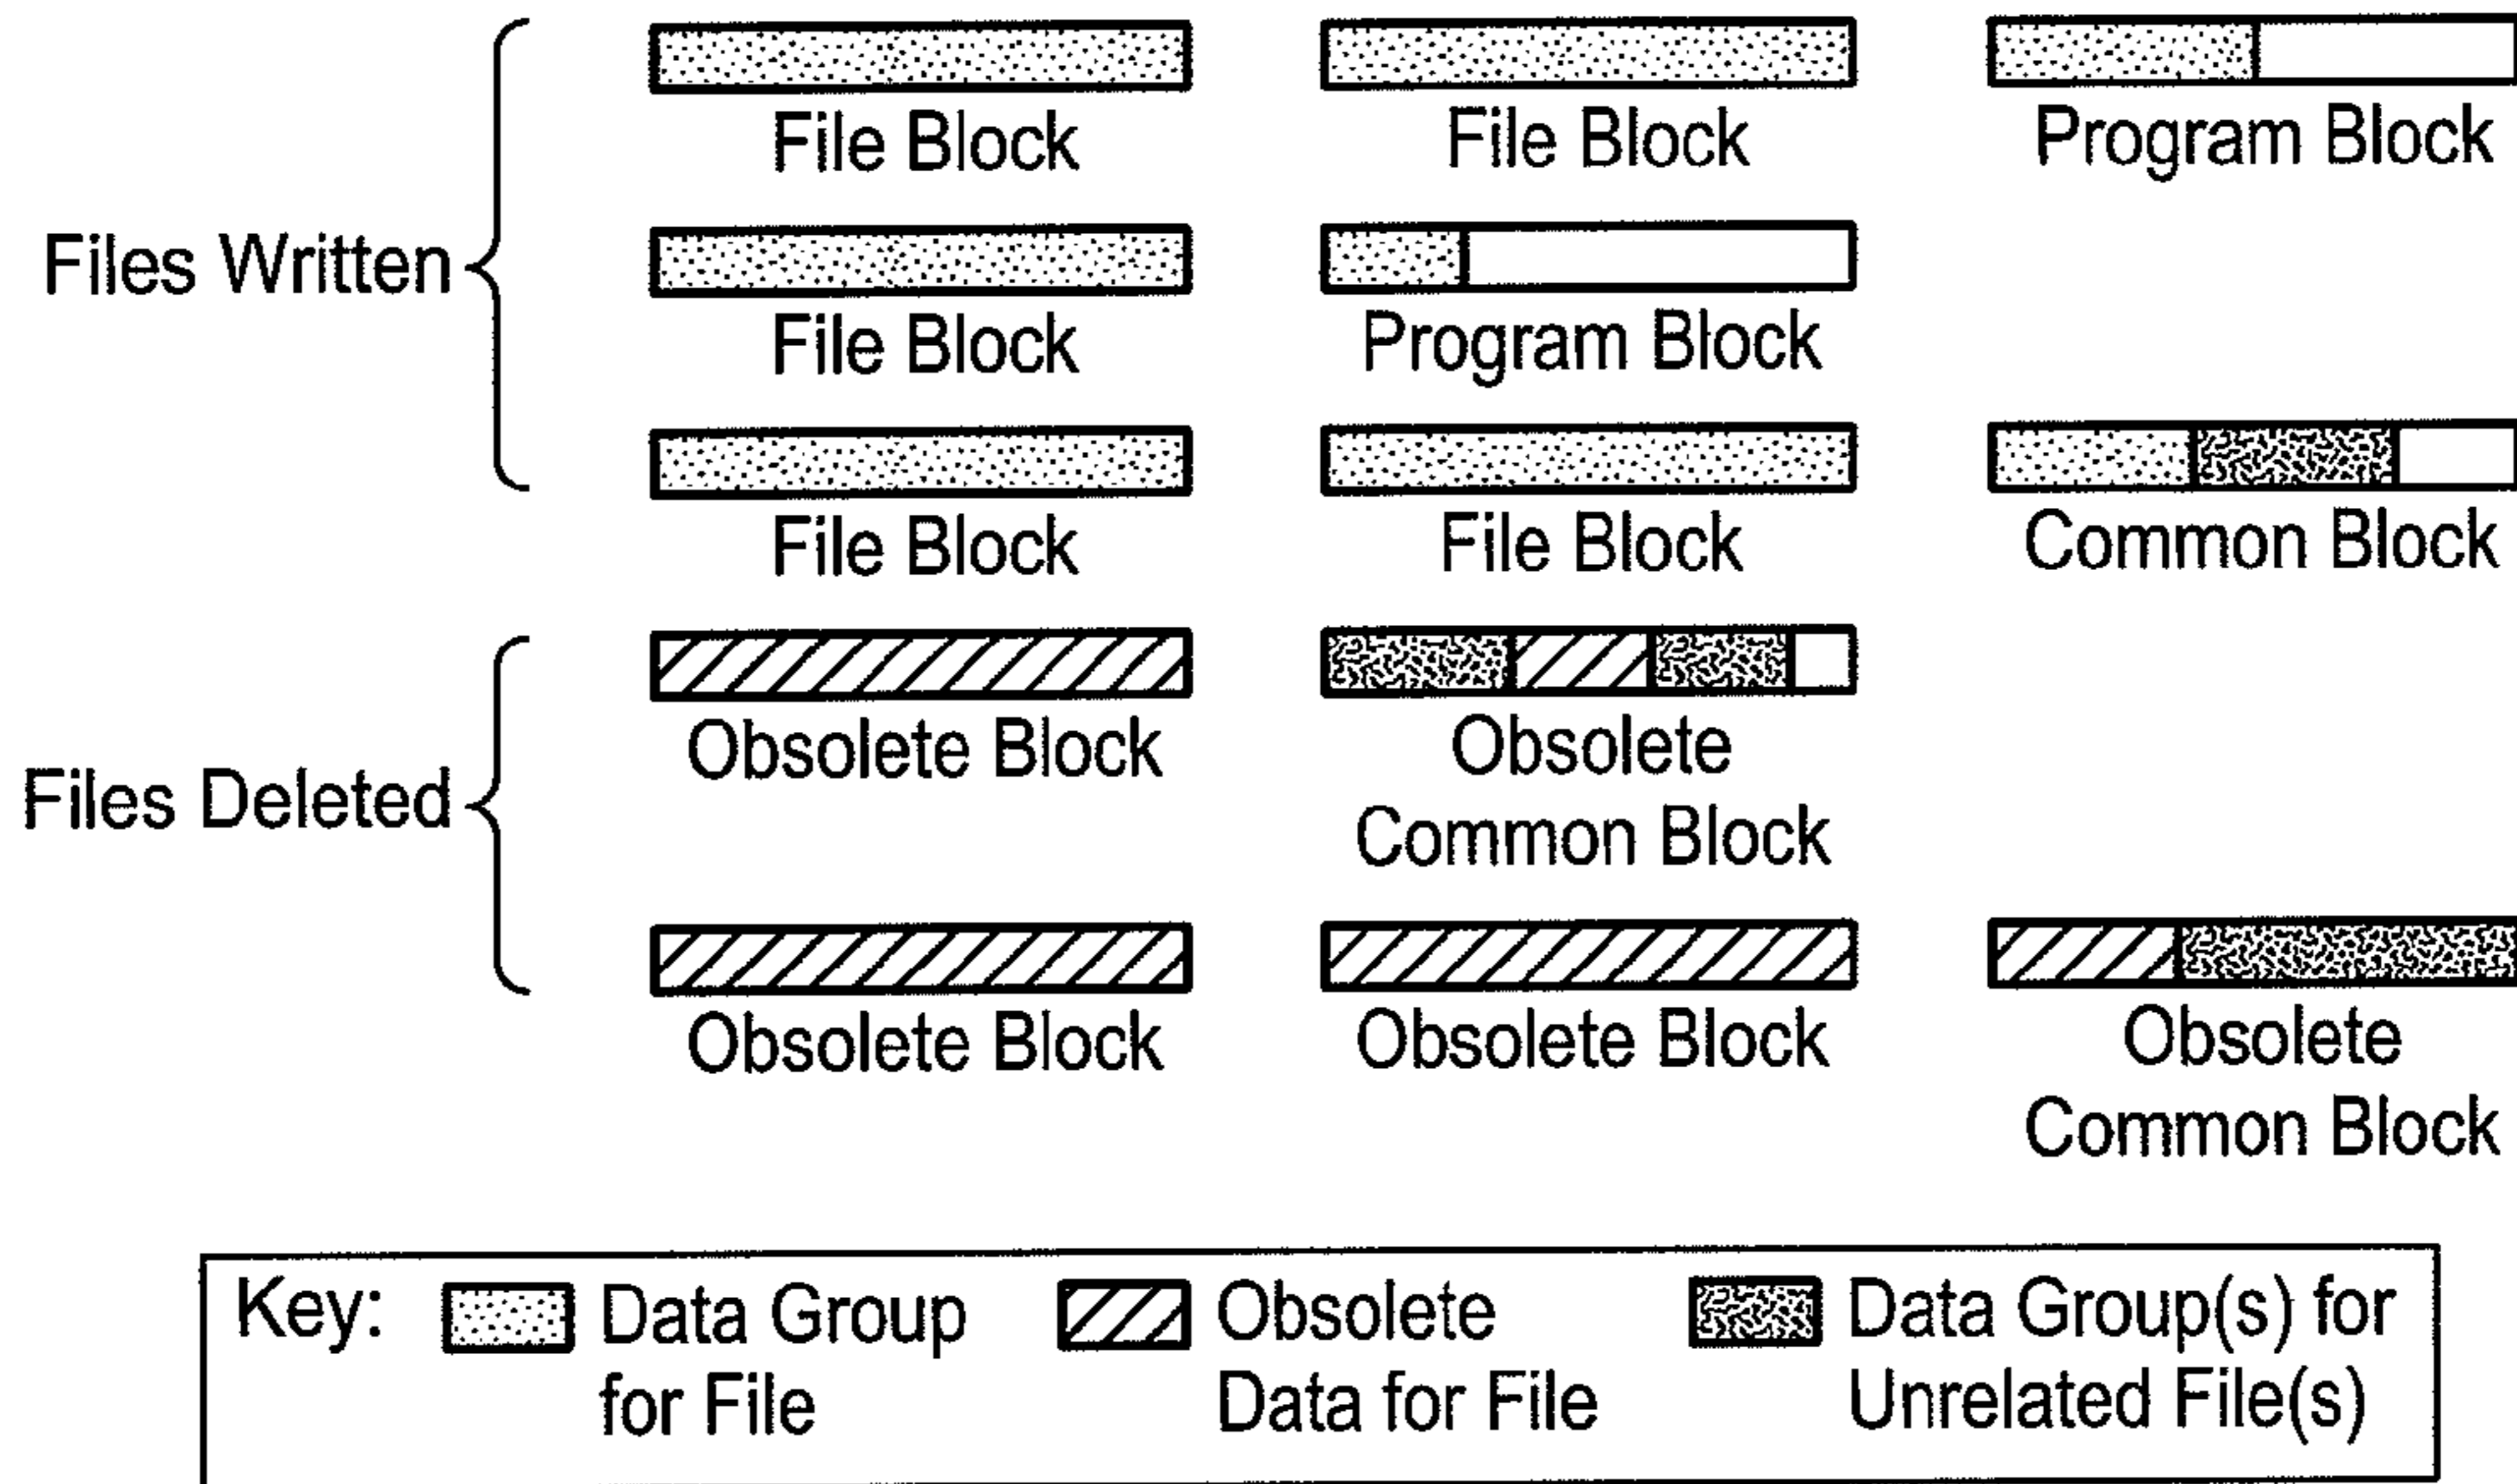 File Block File Block Program Block
Files Written
File Block Program Block
File Block File Block Common Block
Obsolete Block Obsolete
Common Block
Files Deleted
Obsolete Block Obsolete Block Obsolete
Common Block
Key: Data Group Obsolete Data Group(s) for
for File Data for File Unrelated File(s)